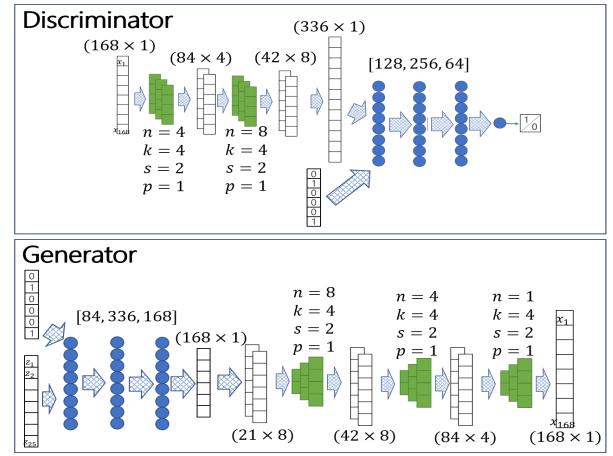 Discriminator
(168 × 1)
(84 × 4)
(42 × 8)
(336 × 1)
[128, 256, 64]
x1
x168
n = 4
k = 4
s = 2
p = 1
n = 8
k = 4
s = 2
p = 1
0
1
0
0
0
1
1
0
Generator
0
1
0
0
0
1
[84, 336, 168]
z1
z2
z25
(168 × 1)
(21 × 8)
n = 8
k = 4
s = 2
p = 1
(42 × 8)
n = 4
k = 4
s = 2
p = 1
(84 × 4)
n = 1
k = 4
s = 2
p = 1
x1
x168
(168 × 1)